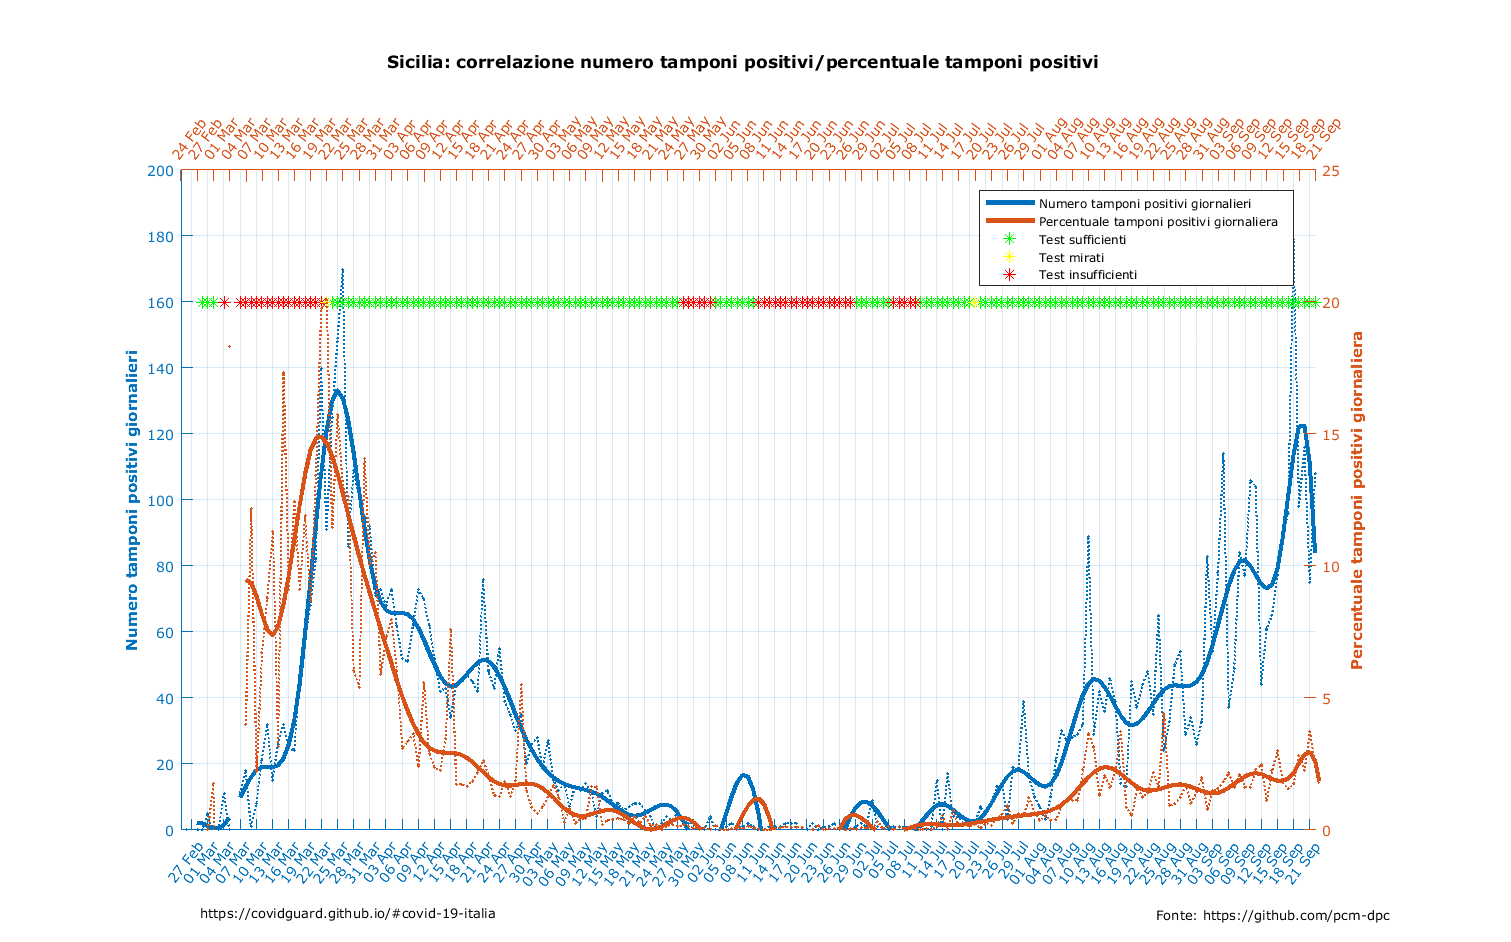 Sicilia: correlazione numero tamponi positivi/percentuale tamponi positivi
24 Feb
27 Feb
01 Mar
04 Mar
07 Mar
10 Mar
13 Mar
16 Mar
19 Mar
22 Mar
25 Mar
28 Mar
31 Mar
03 Apr
06 Apr
09 Apr
12 Apr
15 Apr
18 Apr
21 Apr
24 Apr
27 Apr
30 Apr
03 May
06 May
09 May
12 May
15 May
18 May
21 May
24 May
27 May
30 May
02 Jun
05 Jun
08 Jun
11 Jun
14 Jun
17 Jun
20 Jun
23 Jun
26 Jun
29 Jun
02 Jul
05 Jul
08 Jul
11 Jul
14 Jul
17 Jul
20 Jul
23 Jul
26 Jul
29 Jul
01 Aug
04 Aug
07 Aug
10 Aug
13 Aug
16 Aug
19 Aug
22 Aug
25 Aug
28 Aug
31 Aug
03 Sep
06 Sep
09 Sep
12 Sep
15 Sep
18 Sep
21 Sep
200
180
160
140
120
100
80
60
40
20
0
Numero tamponi positivi giornalieri
Numero tamponi positivi giornalieri
Percentuale tamponi positivi giornaliera
Test sufficienti
Test mirati
Test insufficienti
25
20
15
10
5
0
Percentuale tamponi positivi giornaliera
27 Feb
01 Mar
04 Mar
07 Mar
10 Mar
13 Mar
16 Mar
19 Mar
22 Mar
25 Mar
28 Mar
31 Mar
03 Apr
06 Apr
09 Apr
12 Apr
15 Apr
18 Apr
21 Apr
24 Apr
27 Apr
30 Apr
03 May
06 May
09 May
12 May
15 May
18 May
21 May
24 May
27 May
30 May
02 Jun
05 Jun
08 Jun
11 Jun
14 Jun
17 Jun
20 Jun
23 Jun
26 Jun
29 Jun
02 Jul
05 Jul
08 Jul
11 Jul
14 Jul
17 Jul
20 Jul
23 Jul
26 Jul
29 Jul
01 Aug
04 Aug
07 Aug
10 Aug
13 Aug
16 Aug
19 Aug
22 Aug
25 Aug
28 Aug
31 Aug
03 Sep
06 Sep
09 Sep
12 Sep
15 Sep
18 Sep
21 Sep
https://covidguard.github.io/#covid-19-italia
Fonte: https://github.com/pcm-dpc